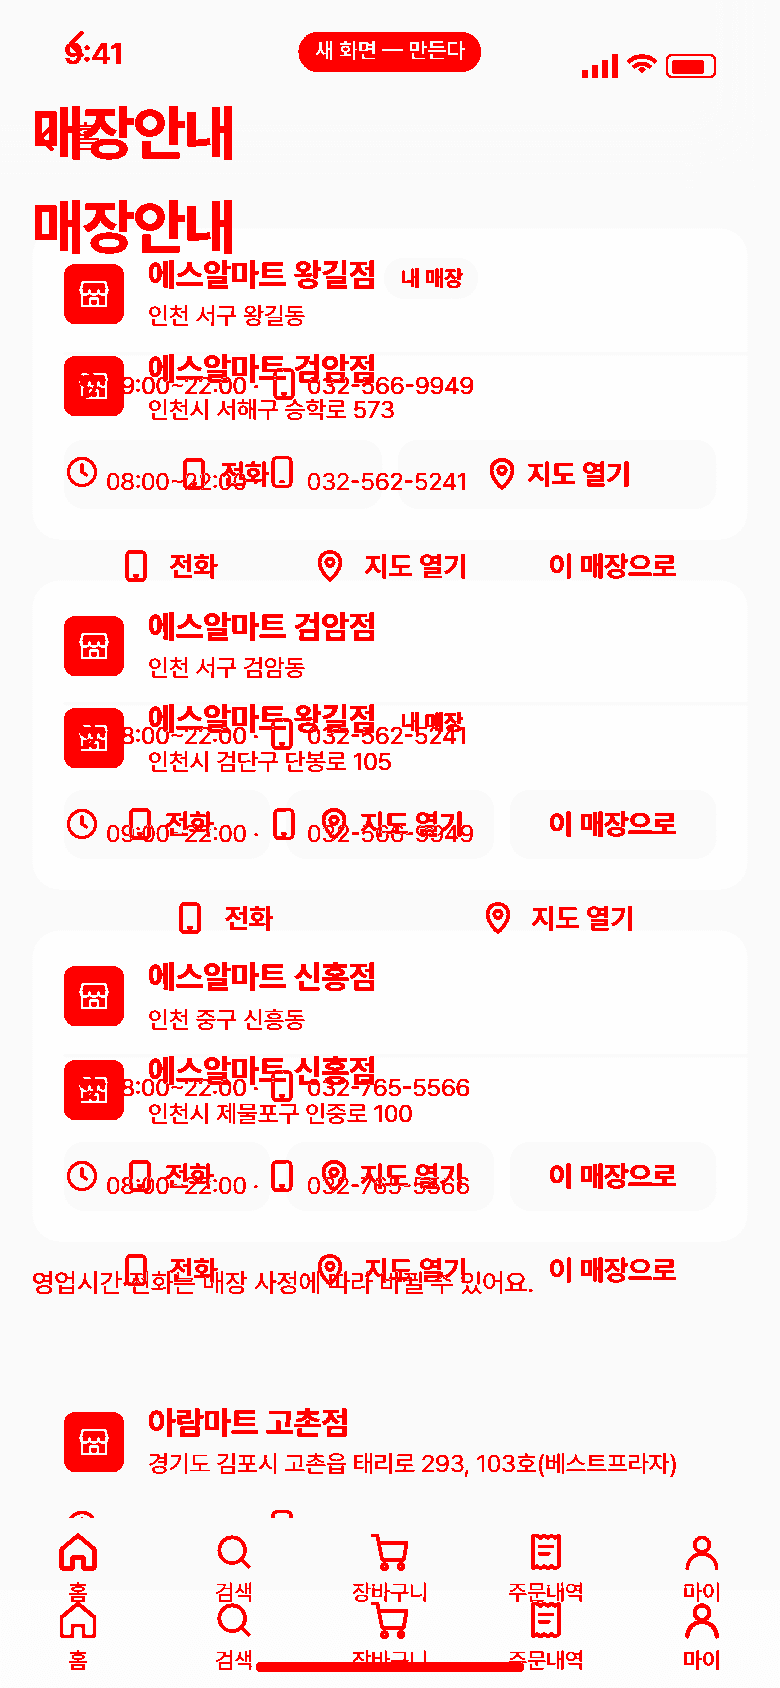 9:41
새 화면 — 만든다
매장안내
매장안내
에스알마트 왕길점
내 매장
인천 서구 왕길동
에스알마트 검암점
9:00~22:00 · 032-566-9949
인천시 서해구 승학로 573
전화
지도 열기
08:00~22:00 · 032-562-5241
전화
지도 열기
이 매장으로
에스알마트 검암점
인천 서구 검암동
에스알마트 왕길점
내 매장
8:00~22:00 · 032-562-5241
인천시 검단구 단봉로 105
전화
지도 열기
이 매장으로
09:00~22:00 · 032-566-9949
전화
지도 열기
에스알마트 신흥점
인천 중구 신흥동
에스알마트 신흥점
8:00~22:00 · 032-765-5566
인천시 제물포구 인중로 100
전화
지도 열기
이 매장으로
08:00~22:00 · 032-765-5566
전화
지도 열기
이 매장으로
영업시간·전화는 매장 사정에 따라 바뀔 수 있어요.
아람마트 고촌점
경기도 김포시 고촌읍 태리로 293, 103호(베스트프라자)
홈
검색
장바구니
주문내역
마이
홈
검색
장바구니
주문내역
마이